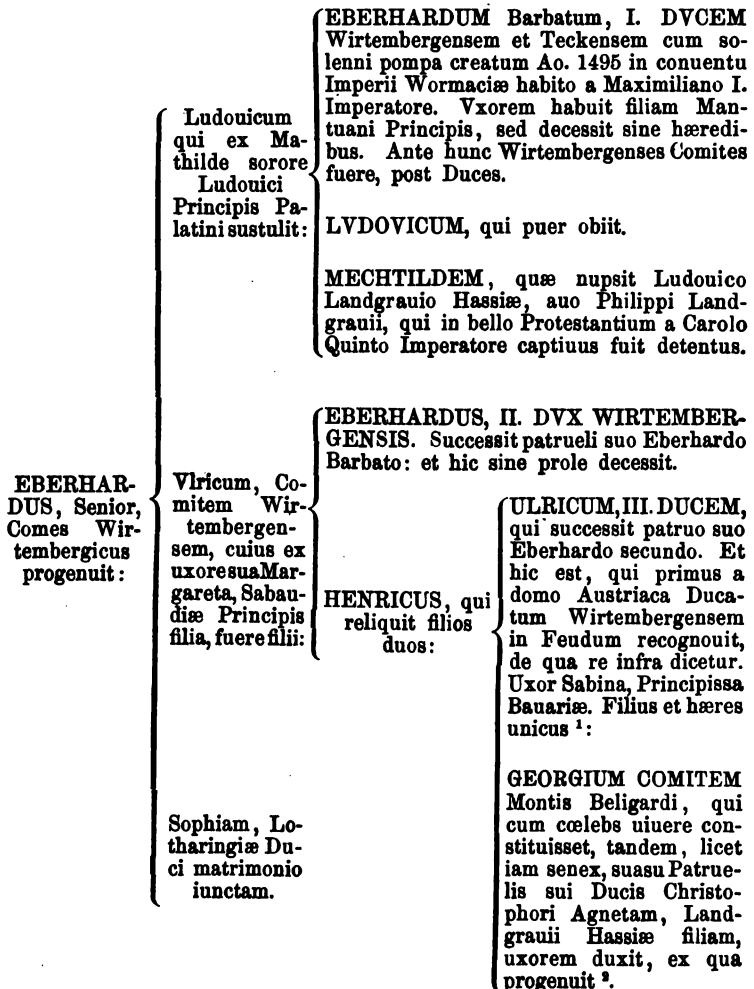 EBERHAR-
DUS, Senior,
Comes Wir-
tembergicus
progenuit:
Ludouicum
qui ex Ma-
thilde sorore
Ludouici
Principis Pa-
latini sustulit:
EBERHARDUM Barbatum, I. DVCEM
Wirtembergensem et Teckensem cum so-
lenni pompa creatum Ao. 1495 in conuentu
Imperii Wormaciæ habito a Maximiliano I.
Imperatore. Vxorem habuit filiam Man-
tuani Principis, sed decessit sine hæredi-
bus. Ante hunc Wirtembergenses Comites
fuere, post Duces.
LVDOVICUM, qui puer obiit.
MECHTILDEM, quæ nupsit Ludouico
Landgrauio Hassiæ, auo Philippi Land-
grauii, qui in bello Protestantium a Carolo
Quinto Imperatore captiuus fuit detentus.
Vlricum, Co-
mitem Wir-
tembergen-
sem, cuius ex
uxore sua Mar-
gareta, Sabau-
diæ Principis
filia, fuere filii:
EBERHARDUS, II. DVX WIRTEMBER-
GENSIS. Successit patrueli suo Eberhardo
Barbato: et hic sine prole decessit.
HENRICUS, qui
reliquit filios
duos:
ULRICUM, III. DUCEM,
qui successit patruo suo
Eberhardo secundo. Et
hic est, qui primus a
domo Austriaca Duca-
tum Wirtembergensem
in Feudum recognouit,
de qua re infra dicetur.
Uxor Sabina, Principissa
Bauariæ. Filius et hæres
unicus ¹:
GEORGIUM COMITEM
Montis Beligardi, qui
cum cœlebs uiuere con-
stituisset, tandem, licet
iam senex, suasu Patrue-
lis sui Ducis Christo-
phori Agnetam, Land-
grauii Hassiæ filiam,
uxorem duxit, ex qua
progenuit ².
Sophiam, Lo-
tharingiæ Du-
ci matrimonio
iunctam.